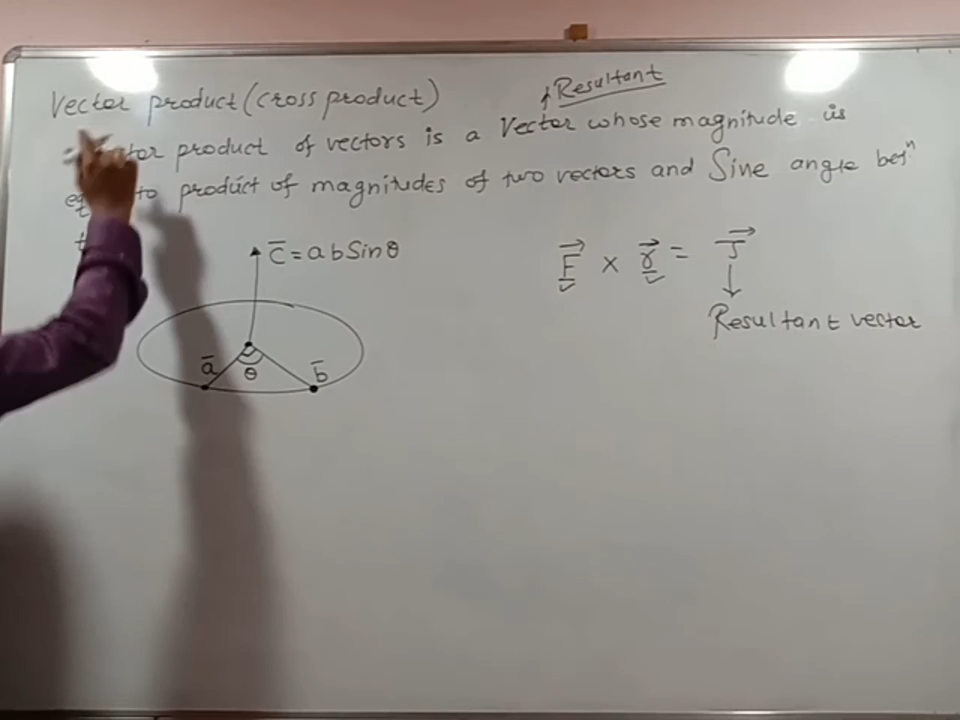 Vector product (cross product)
Resultant
product of vectors is a Vector whose magnitude is
to product of magnitudes of two vectors and Sine angle betⁿ
c̅ = a b Sin θ
F⃗ × r⃗ =
Resultant vector
a̅ θ b̅